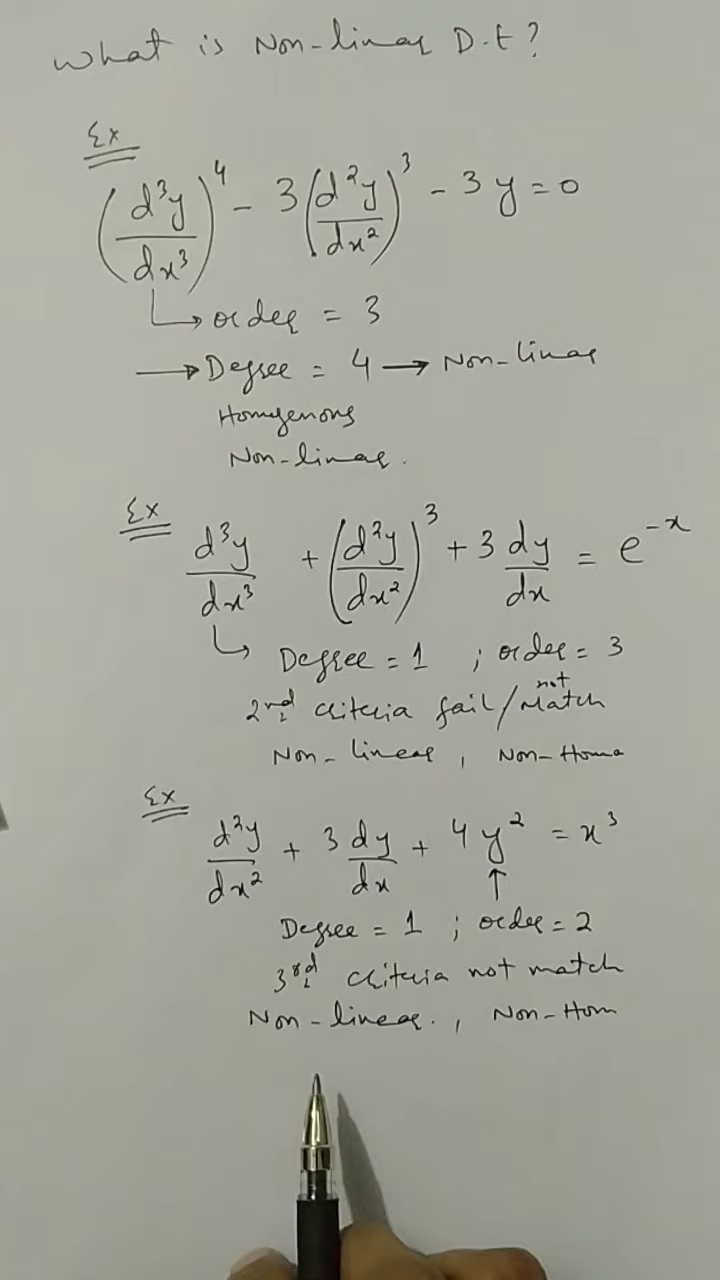 What is Non-linear D.E?
Ex
(d³y/dx³)⁴ - 3(d²y/dx²)³ - 3y = 0
↳ order = 3
→ Degree = 4 → Non-linear
Homogenous
Non-linear.
Ex
d³y/dx³ + (d²y/dx²)³ + 3 dy/dx = e⁻ˣ
↳ Degree = 1 ; order = 3
2nd criteria fail/not Match
Non-linear, Non-Homo
Ex
d²y/dx² + 3 dy/dx + 4y² = x³
↑
Degree = 1 ; order = 2
3rd criteria not match
Non-linear., Non-Hom